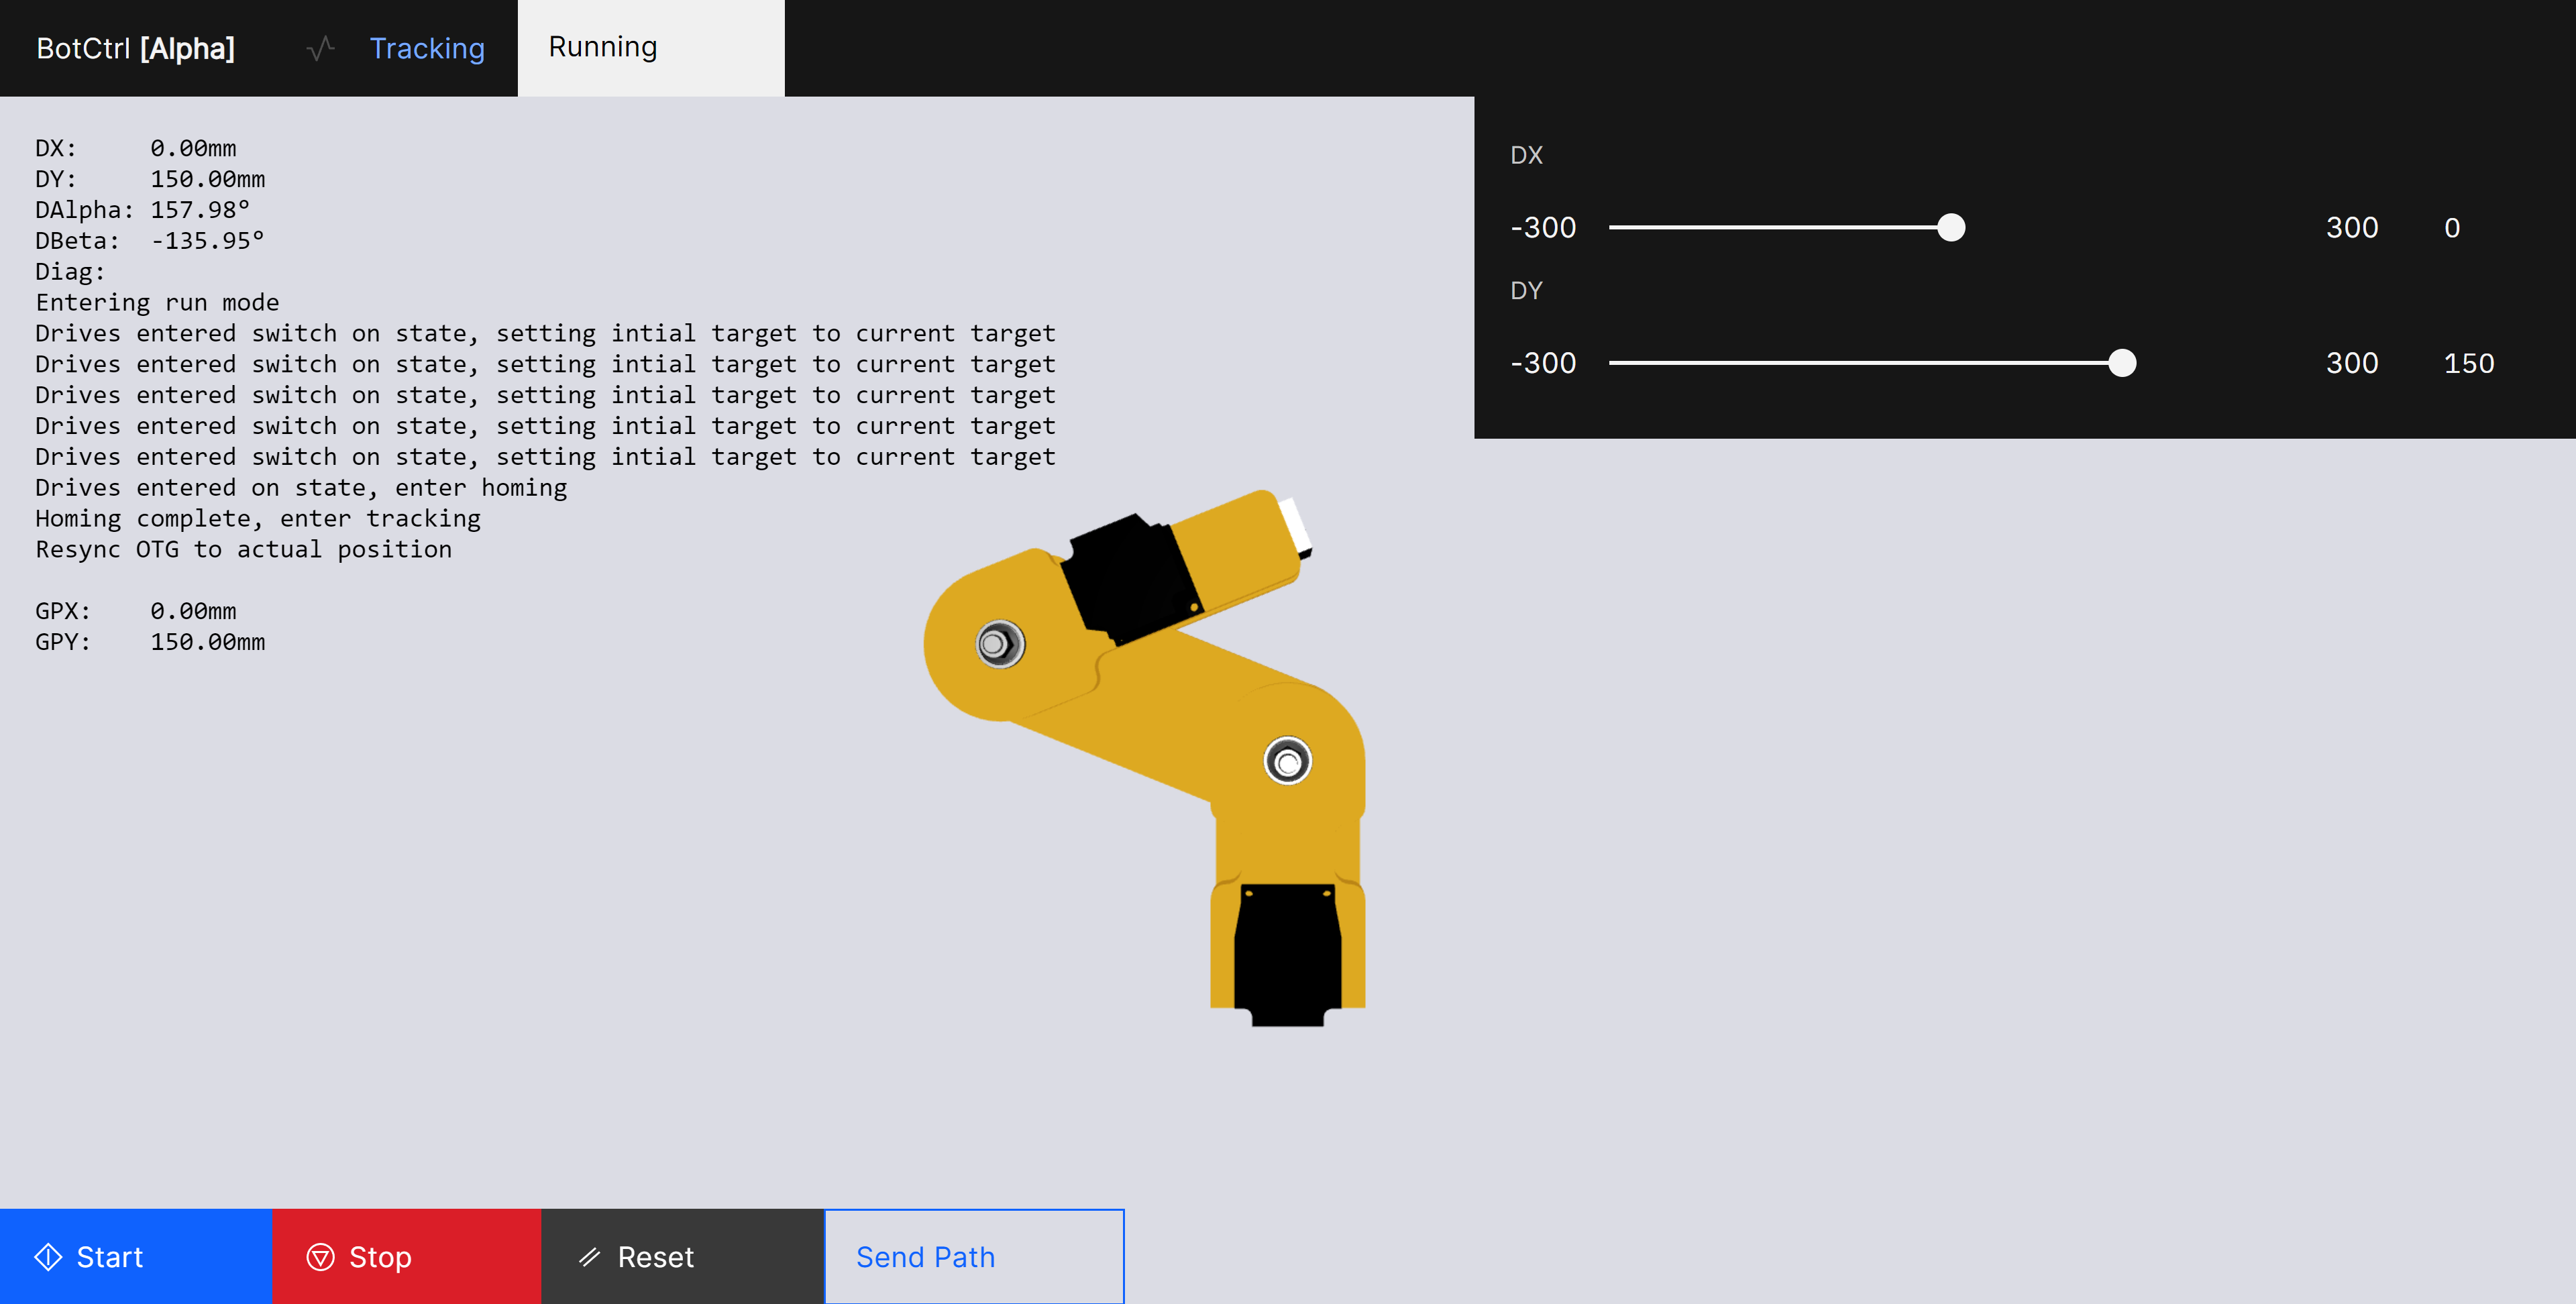 BotCtrl [Alpha] Tracking Running
DX: 0.00mm
DY: 150.00mm
DAlpha: 157.98°
DBeta: -135.95°
Diag:
Entering run mode
Drives entered switch on state, setting intial target to current target
Drives entered switch on state, setting intial target to current target
Drives entered switch on state, setting intial target to current target
Drives entered switch on state, setting intial target to current target
Drives entered switch on state, setting intial target to current target
Drives entered on state, enter homing
Homing complete, enter tracking
Resync OTG to actual position
GPX: 0.00mm
GPY: 150.00mm
DX
-300 300 0
DY
-300 300 150
Start Stop Reset Send Path